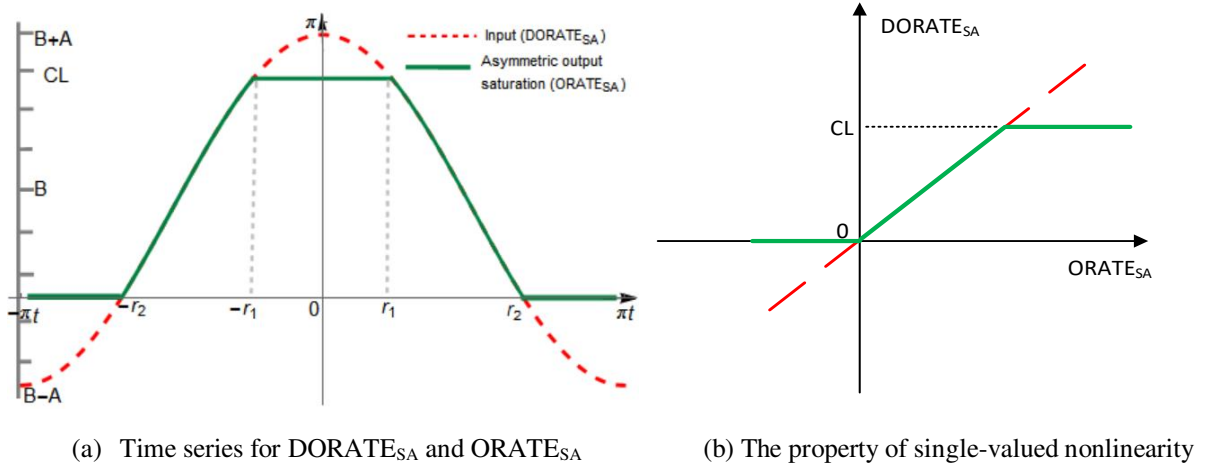 π
B+A
CL
B
B−A
−πt
−r₂
−r₁
0
r₁
r₂
πt
Input (DORATE_SA)
Asymmetric output
saturation (ORATE_SA)
(a) Time series for DORATE_SA and ORATE_SA
DORATE_SA
CL
0
ORATE_SA
(b) The property of single-valued nonlinearity